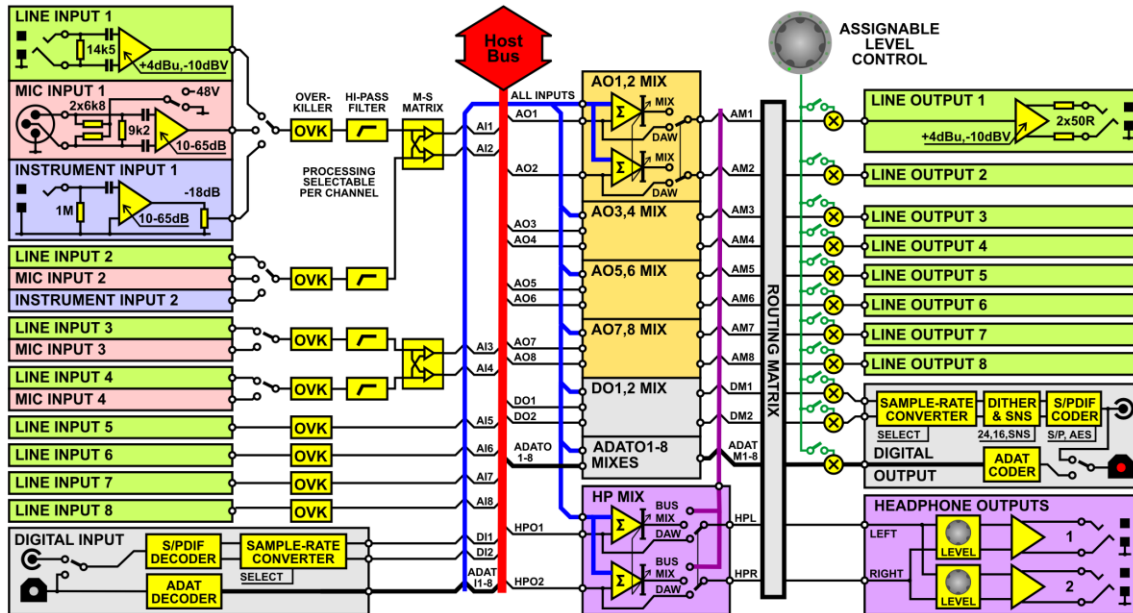 LINE INPUT 1
14k5
+4dBu,-10dBV
MIC INPUT 1
48V
2x6k8
9k2
10-65dB
INSTRUMENT INPUT 1
-18dB
1M
10-65dB
LINE INPUT 2
MIC INPUT 2
INSTRUMENT INPUT 2
LINE INPUT 3
MIC INPUT 3
LINE INPUT 4
MIC INPUT 4
LINE INPUT 5
LINE INPUT 6
LINE INPUT 7
LINE INPUT 8
DIGITAL INPUT
S/PDIF
DECODER
SAMPLE-RATE
CONVERTER
SELECT
ADAT
DECODER
OVER-
KILLER
HI-PASS
FILTER
M-S
MATRIX
OVK
PROCESSING
SELECTABLE
PER CHANNEL
OVK
OVK
OVK
OVK
OVK
OVK
OVK
AI1
AI2
AI3
AI4
AI5
AI6
AI7
AI8
DI1
DI2
ADAT
I1-8
Host
Bus
ALL INPUTS
AO1
AO2
AO3
AO4
AO5
AO6
AO7
AO8
DO1
DO2
ADATO
1-8
HPO1
HPO2
AO1,2 MIX
Σ
MIX
DAW
Σ
MIX
DAW
AO3,4 MIX
AO5,6 MIX
AO7,8 MIX
DO1,2 MIX
ADATO1-8
MIXES
HP MIX
Σ
BUS
MIX
DAW
Σ
BUS
MIX
DAW
AM1
AM2
AM3
AM4
AM5
AM6
AM7
AM8
DM1
DM2
ADAT
M1-8
HPL
HPR
ROUTING MATRIX
ASSIGNABLE
LEVEL
CONTROL
LINE OUTPUT 1
+4dBu,-10dBV
2x50R
LINE OUTPUT 2
LINE OUTPUT 3
LINE OUTPUT 4
LINE OUTPUT 5
LINE OUTPUT 6
LINE OUTPUT 7
LINE OUTPUT 8
SAMPLE-RATE
CONVERTER
SELECT
DITHER
& SNS
24,16,SNS
S/PDIF
CODER
S/P, AES
DIGITAL
OUTPUT
ADAT
CODER
HEADPHONE OUTPUTS
LEFT
LEVEL
1
RIGHT
LEVEL
2